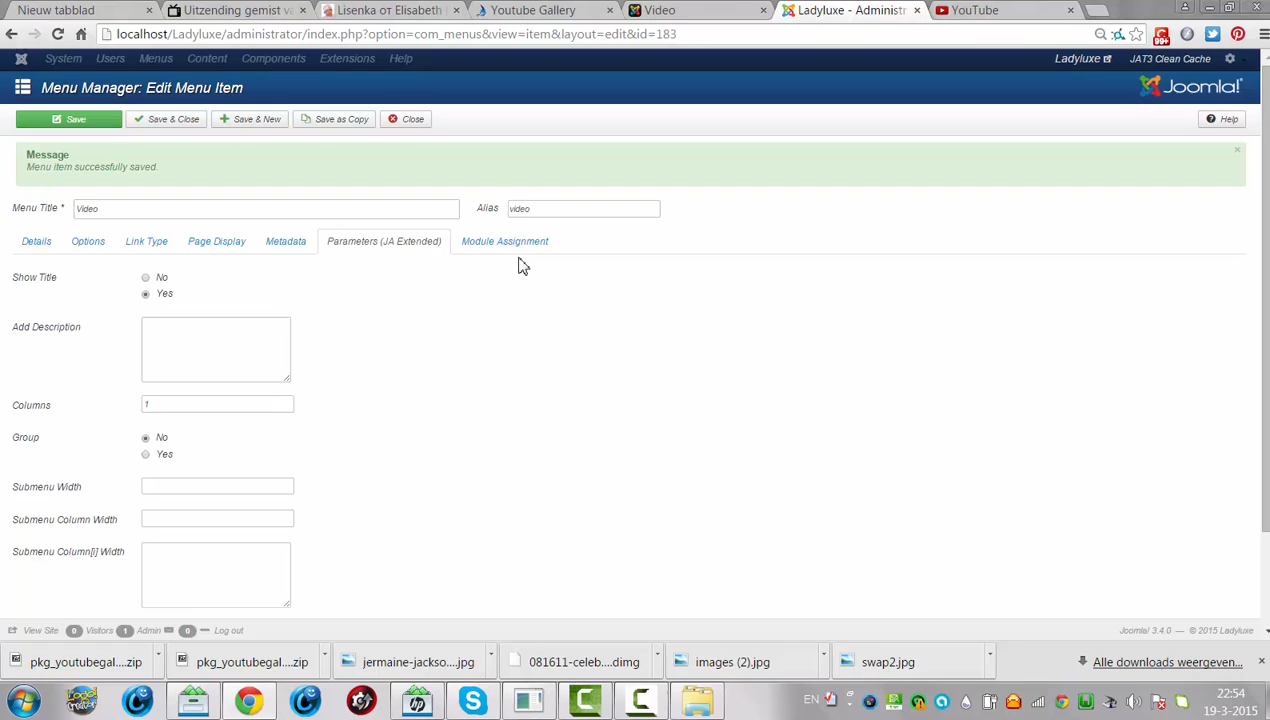 Nieuw tabblad
Uitzending gemist va
Lisenka от Elisabeth
Youtube Gallery
Video
Ladyluxe - Administr
YouTube
localhost/Ladyluxe/administrator/index.php?option=com_menus&view=item&layout=edit&id=183
99+
System Users Menus Content Components Extensions Help
Ladyluxe JAT3 Clean Cache
Menu Manager: Edit Menu Item
Joomla!
Save
Save & Close
Save & New
Save as Copy
Close
Help
Message
Menu item successfully saved.
Menu Title * Video
Alias video
Details Options Link Type Page Display Metadata Parameters (JA Extended) Module Assignment
Show Title
No
Yes
Add Description
Columns 1
Group
No
Yes
Submenu Width
Submenu Column Width
Submenu Column[i] Width
View Site 0 Visitors 1 Admin 0 Log out
Joomla! 3.4.0 — © 2015 Ladyluxe
pkg_youtubegal....zip
pkg_youtubegal....zip
jermaine-jackso....jpg
081611-celeb....dimg
images (2).jpg
swap2.jpg
Alle downloads weergeven...
EN
22:54
19-3-2015